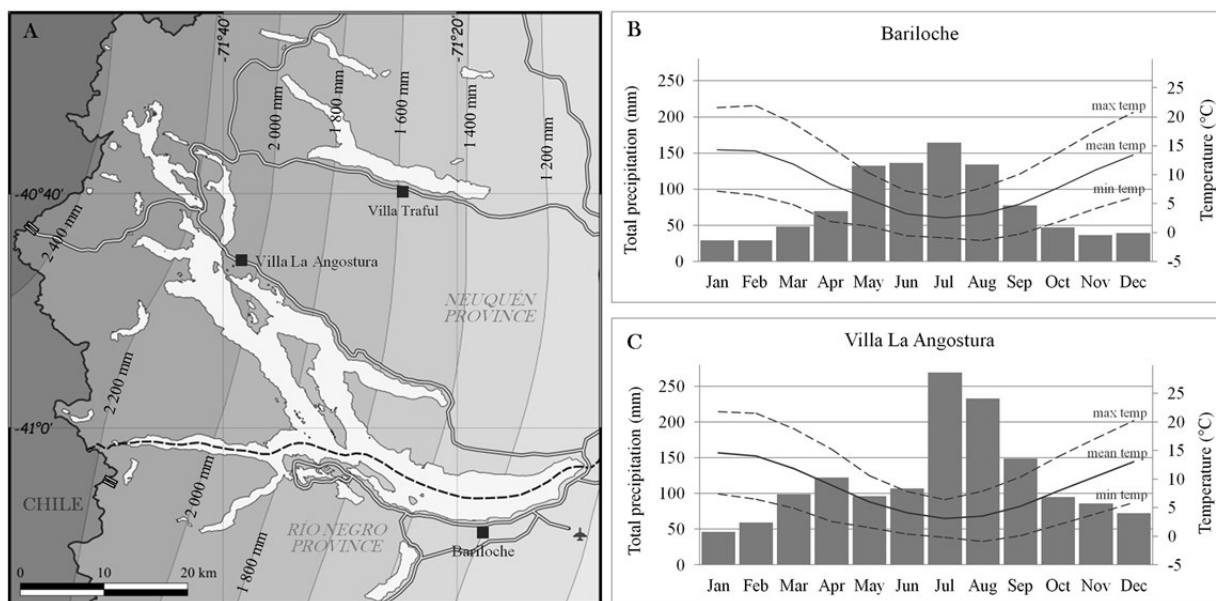 A
-71°40'
-71°20'
2 000 mm
1 800 mm
1 600 mm
1 400 mm
1 200 mm
-40°40'
Villa Traful
2 400 mm
Villa La Angostura
NEUQUÉN
PROVINCE
2 200 mm
-41°0'
2 000 mm
CHILE
RÍO NEGRO
PROVINCE
Bariloche
1 800 mm
0
10
20 km
B
Bariloche
Total precipitation (mm)
250
200
150
100
50
0
max temp
mean temp
min temp
25
20
15
10
5
0
-5
Temperature (°C)
Jan Feb Mar Apr May Jun Jul Aug Sep Oct Nov Dec
C
Villa La Angostura
Total precipitation (mm)
250
200
150
100
50
0
max temp
mean temp
min temp
25
20
15
10
5
0
-5
Temperature (°C)
Jan Feb Mar Apr May Jun Jul Aug Sep Oct Nov Dec